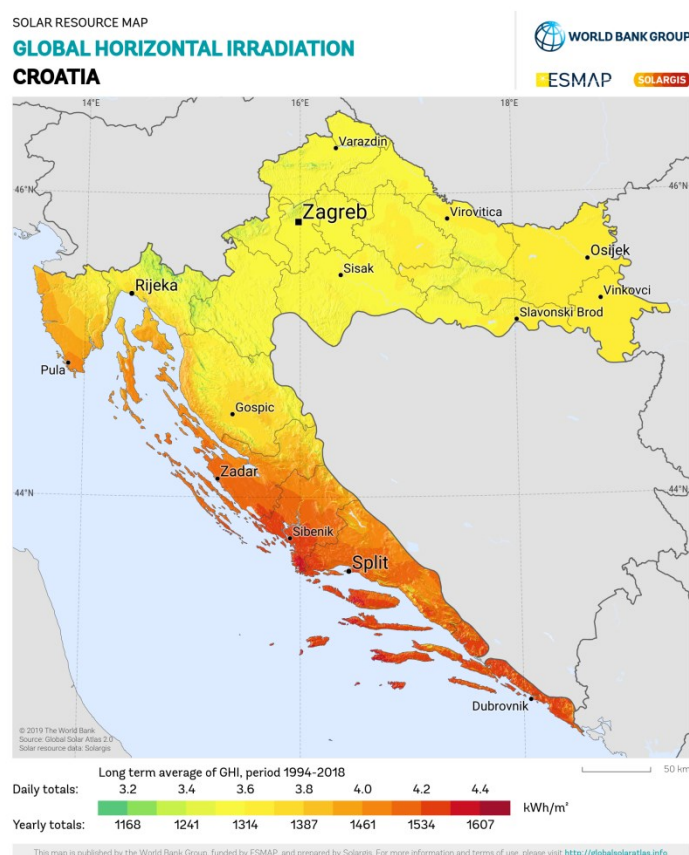 SOLAR RESOURCE MAP
GLOBAL HORIZONTAL IRRADIATION
CROATIA
WORLD BANK GROUP
ESMAP
SOLARGIS
14°E
16°E
18°E
Varazdin
46°N
46°N
Zagreb
Virovitica
Osijek
Sisak
Rijeka
Vinkovci
Slavonski Brod
Pula
Gospic
Zadar
44°N
44°N
Sibenik
Split
Dubrovnik
© 2019 The World Bank
Source: Global Solar Atlas 2.0
Solar resource data: Solargis
50 km
Long term average of GHI, period 1994-2018
Daily totals: 3.2 3.4 3.6 3.8 4.0 4.2 4.4
kWh/m²
Yearly totals: 1168 1241 1314 1387 1461 1534 1607
This map is published by the World Bank Group, funded by ESMAP, and prepared by Solargis. For more information and terms of use, please visit http://globalsolaratlas.info.